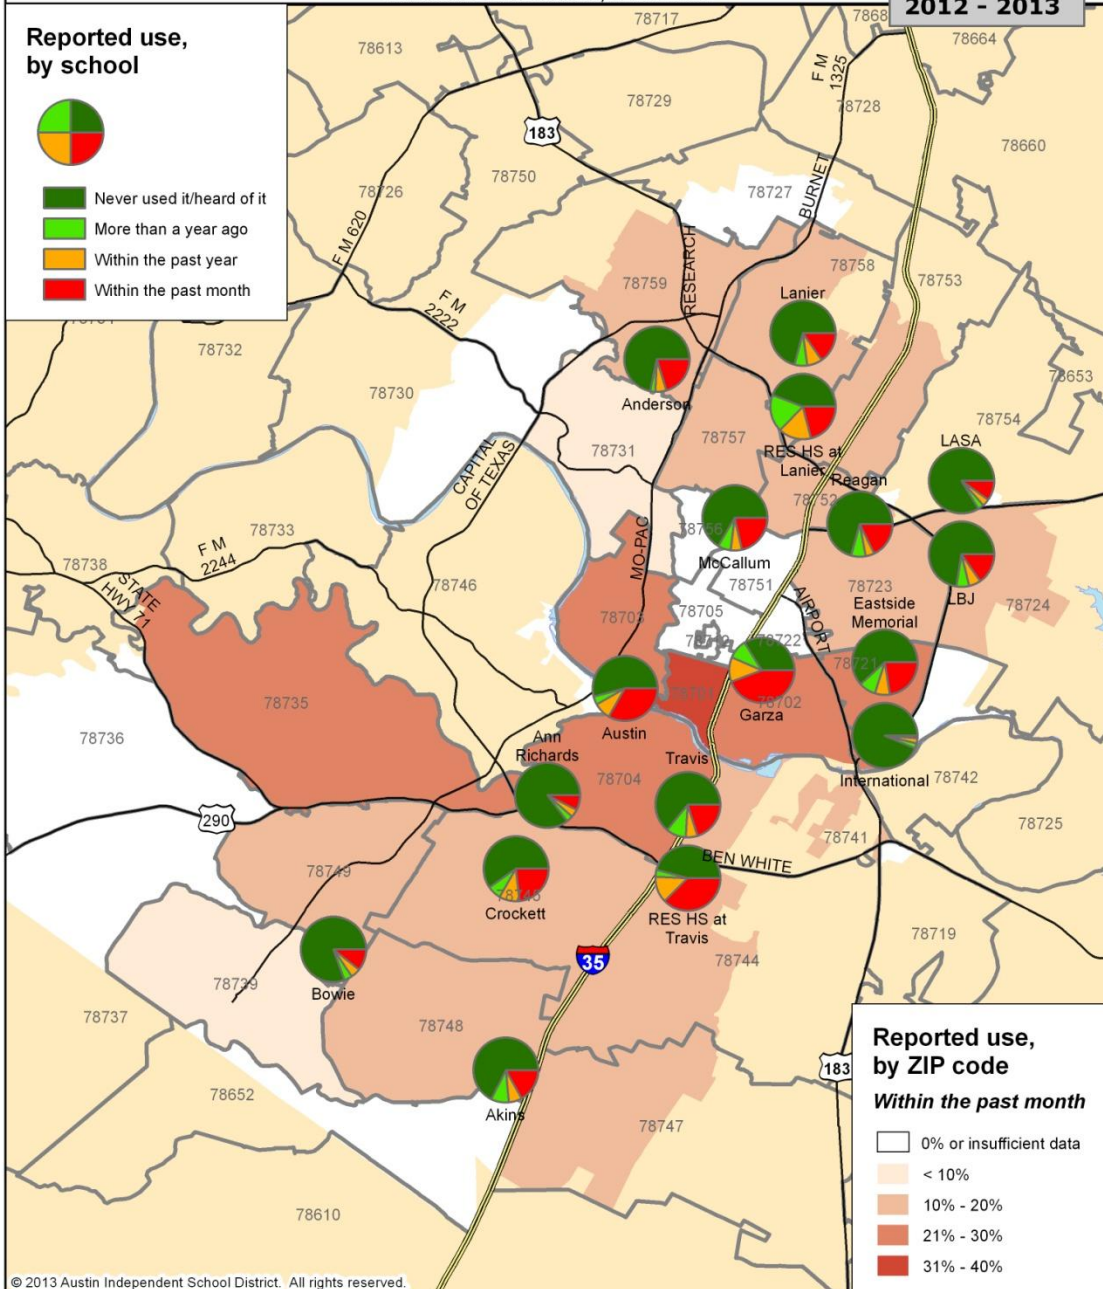 2012 - 2013
Reported use,
by school
Never used it/heard of it
More than a year ago
Within the past year
Within the past month
78717
78613
78664
78729
F M
1325
78728
183
78660
78750
78727
BURNET
78726
F M 620
RESEARCH
78759
78758
78753
F M
2222
Lanier
78732
78730
78653
Anderson
78754
78731
78757
CAPITAL
OF TEXAS
RES HS at
Lanier
LASA
Reagan
78752
78733
F M
2244
MO-PAC
78756
McCallum
78738
STATE
HWY 71
78746
78751
AIRPORT
78723
LBJ
78724
Eastside
Memorial
78703
78705
78722
78721
78735
78702
Garza
78736
Austin
Ann
Richards
Travis
International
78742
78704
290
78741
78725
BEN WHITE
78749
78745
Crockett
RES HS at
Travis
78719
35
78744
78739
Bowie
78737
78748
78652
Akins
78747
183
78610
Reported use,
by ZIP code
Within the past month
0% or insufficient data
< 10%
10% - 20%
21% - 30%
31% - 40%
© 2013 Austin Independent School District. All rights reserved.